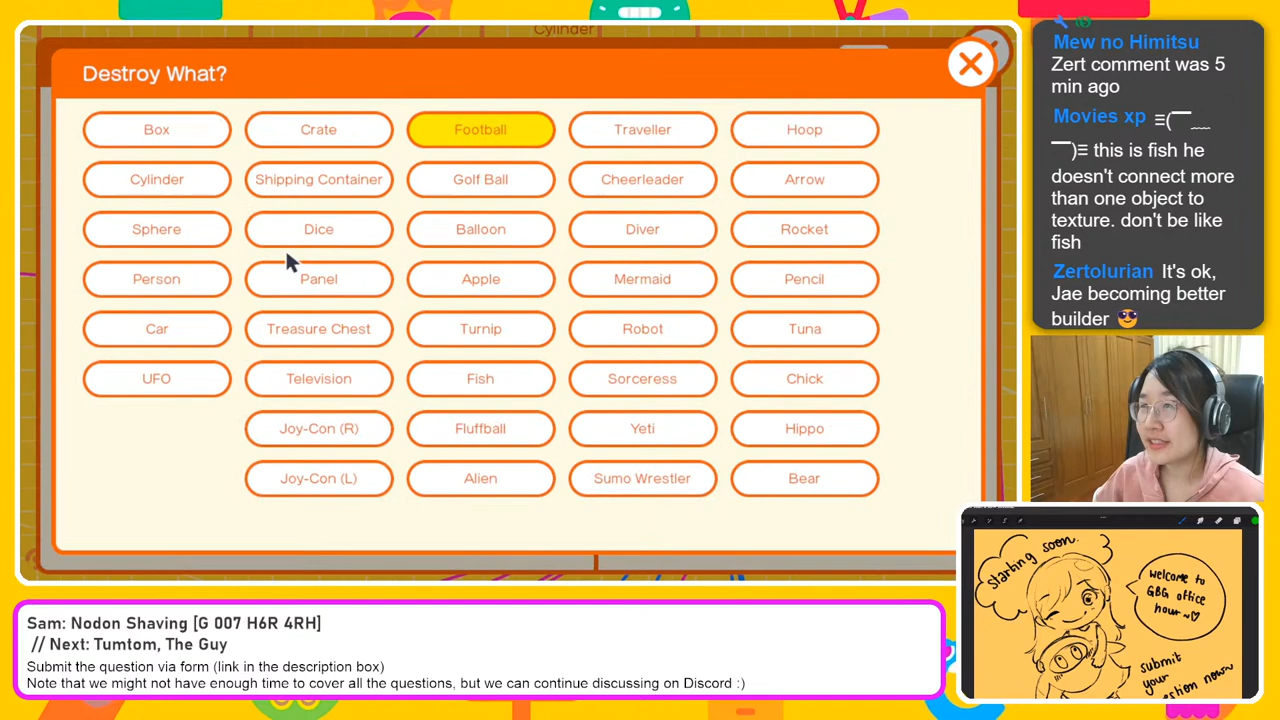 Cylinder
Destroy What?
Box
Crate
Football
Traveller
Hoop
Cylinder
Shipping Container
Golf Ball
Cheerleader
Arrow
Sphere
Dice
Balloon
Diver
Rocket
Person
Panel
Apple
Mermaid
Pencil
Car
Treasure Chest
Turnip
Robot
Tuna
UFO
Television
Fish
Sorceress
Chick
Joy-Con (R)
Fluffball
Yeti
Hippo
Joy-Con (L)
Alien
Sumo Wrestler
Bear
Mew no Himitsu
Zert comment was 5
min ago
Movies xp ≡(▔﹏
▔)≡ this is fish he
doesn't connect more
than one object to
texture. don't be like
fish
Zertolurian It's ok,
Jae becoming better
builder 😎
starting soon.
welcome to
GBG office
hour~♡
submit
your
question now~
Sam: Nodon Shaving [G 007 H6R 4RH]
// Next: Tumtom, The Guy
Submit the question via form (link in the description box)
Note that we might not have enough time to cover all the questions, but we can continue discussing on Discord :)